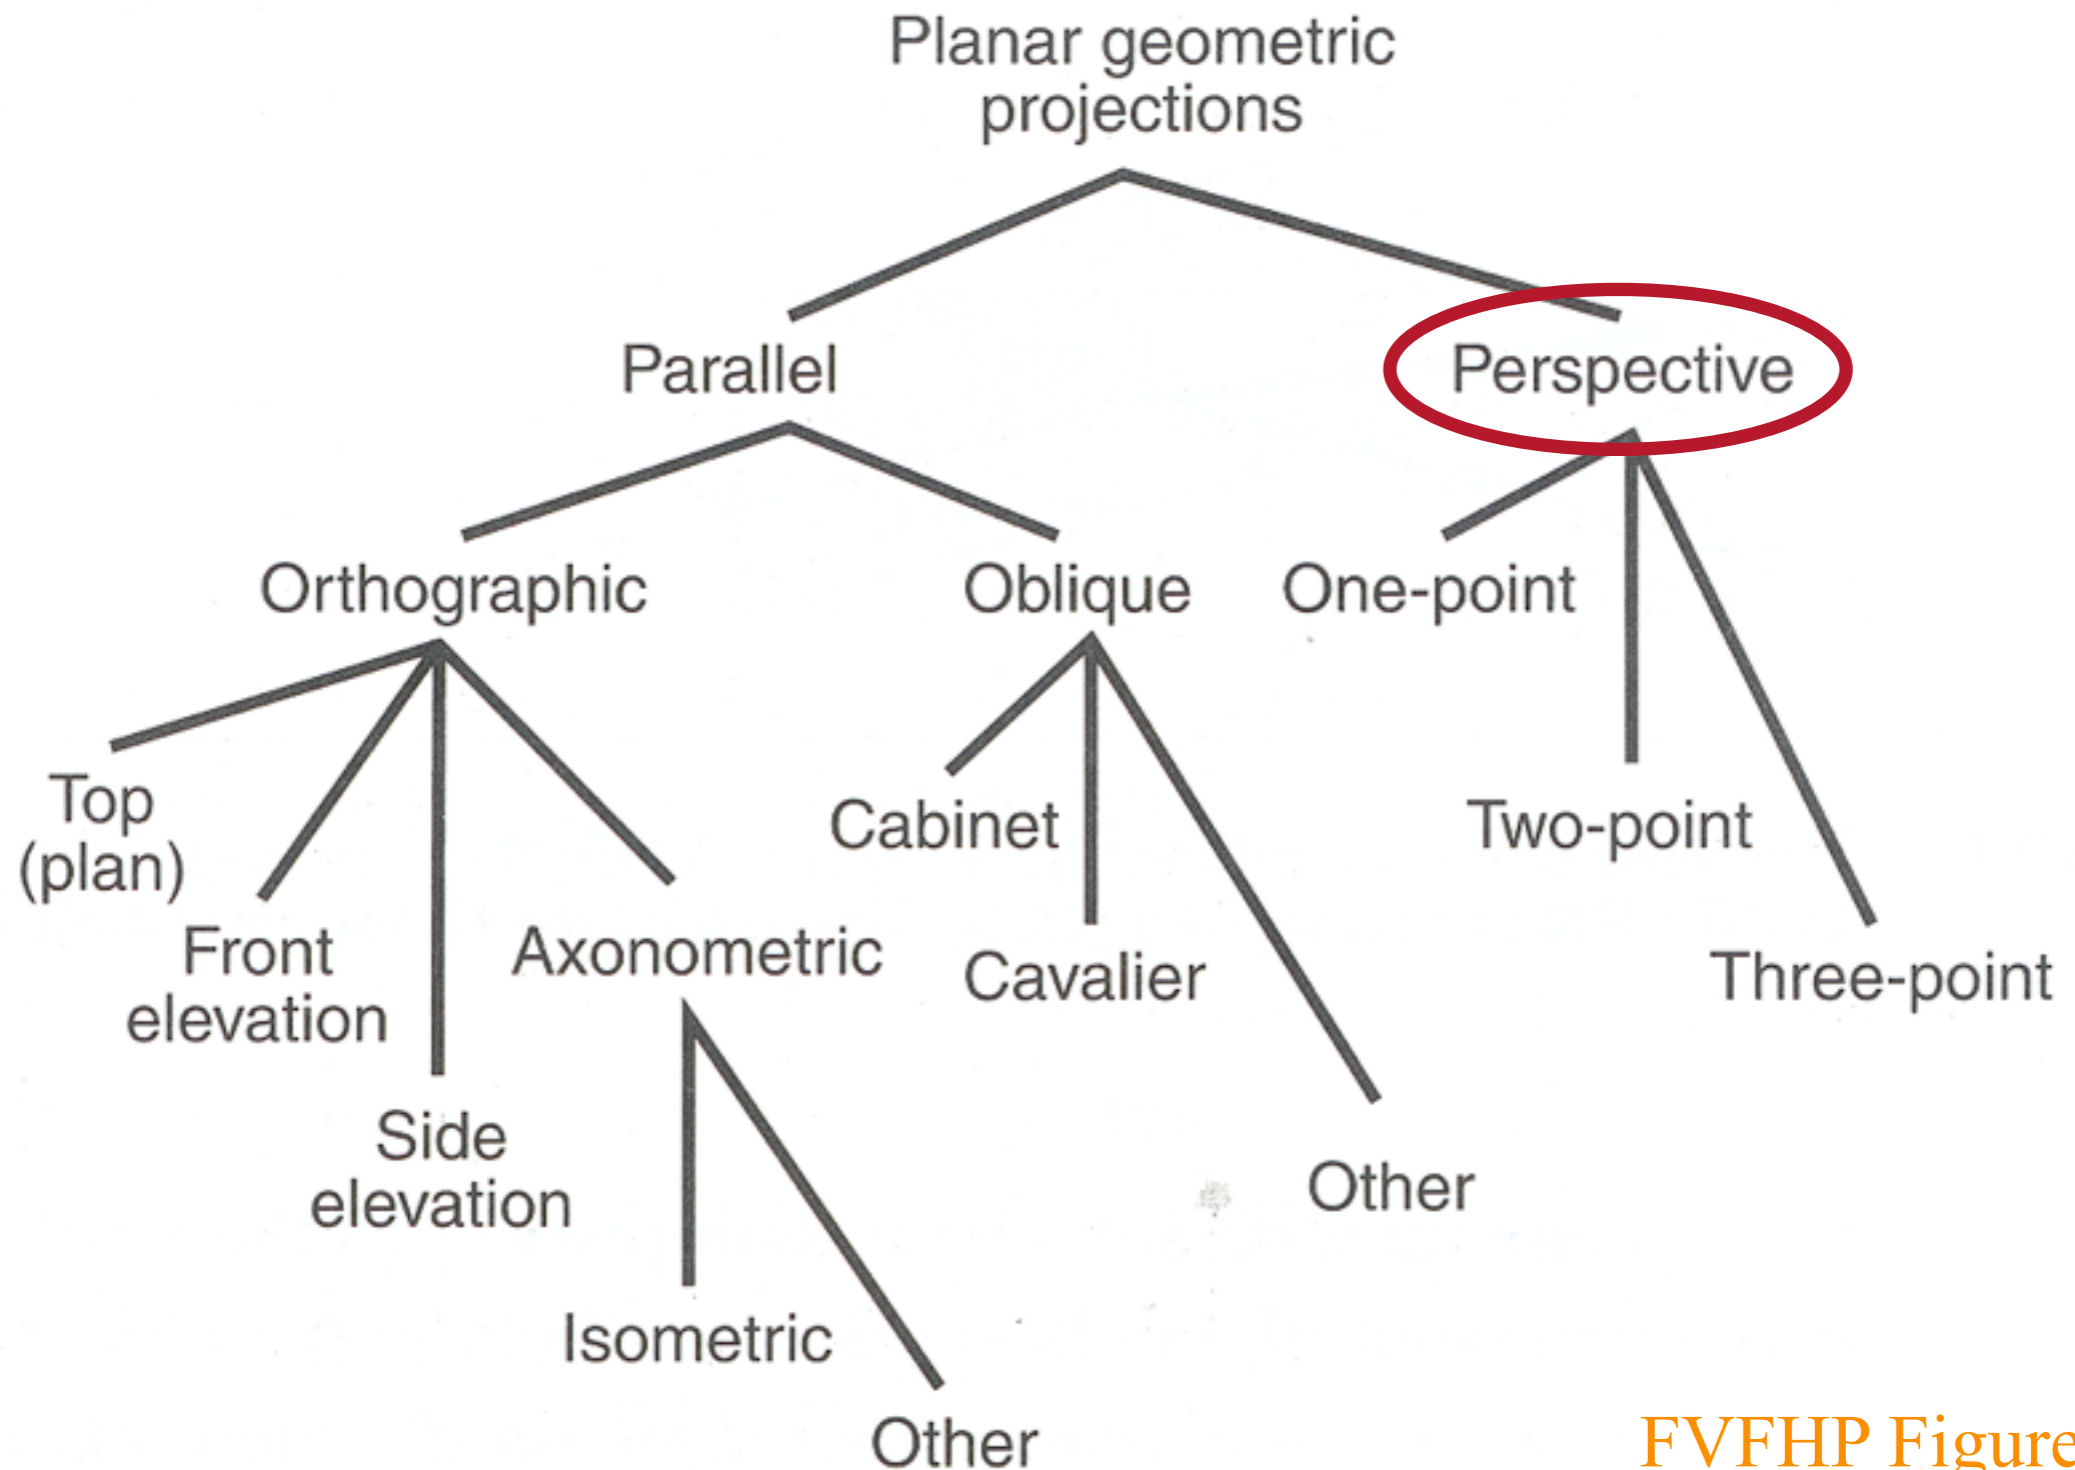 Planar geometric
projections
Parallel
Perspective
Orthographic
Oblique
One-point
Top
(plan)
Cabinet
Two-point
Front
elevation
Axonometric
Cavalier
Three-point
Side
elevation
Other
Isometric
Other
FVFHP Figure